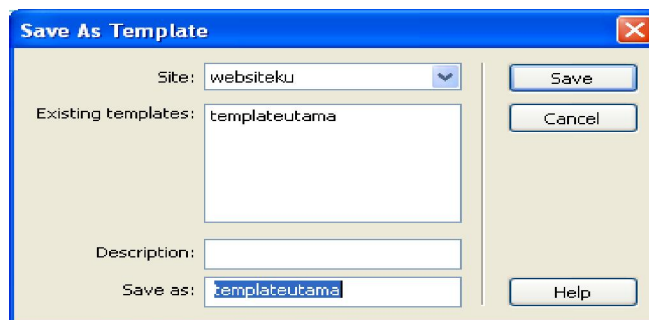 Save As Template
Site: websiteku Save
Existing templates: templateutama Cancel
Description:
Save as: templateutama Help